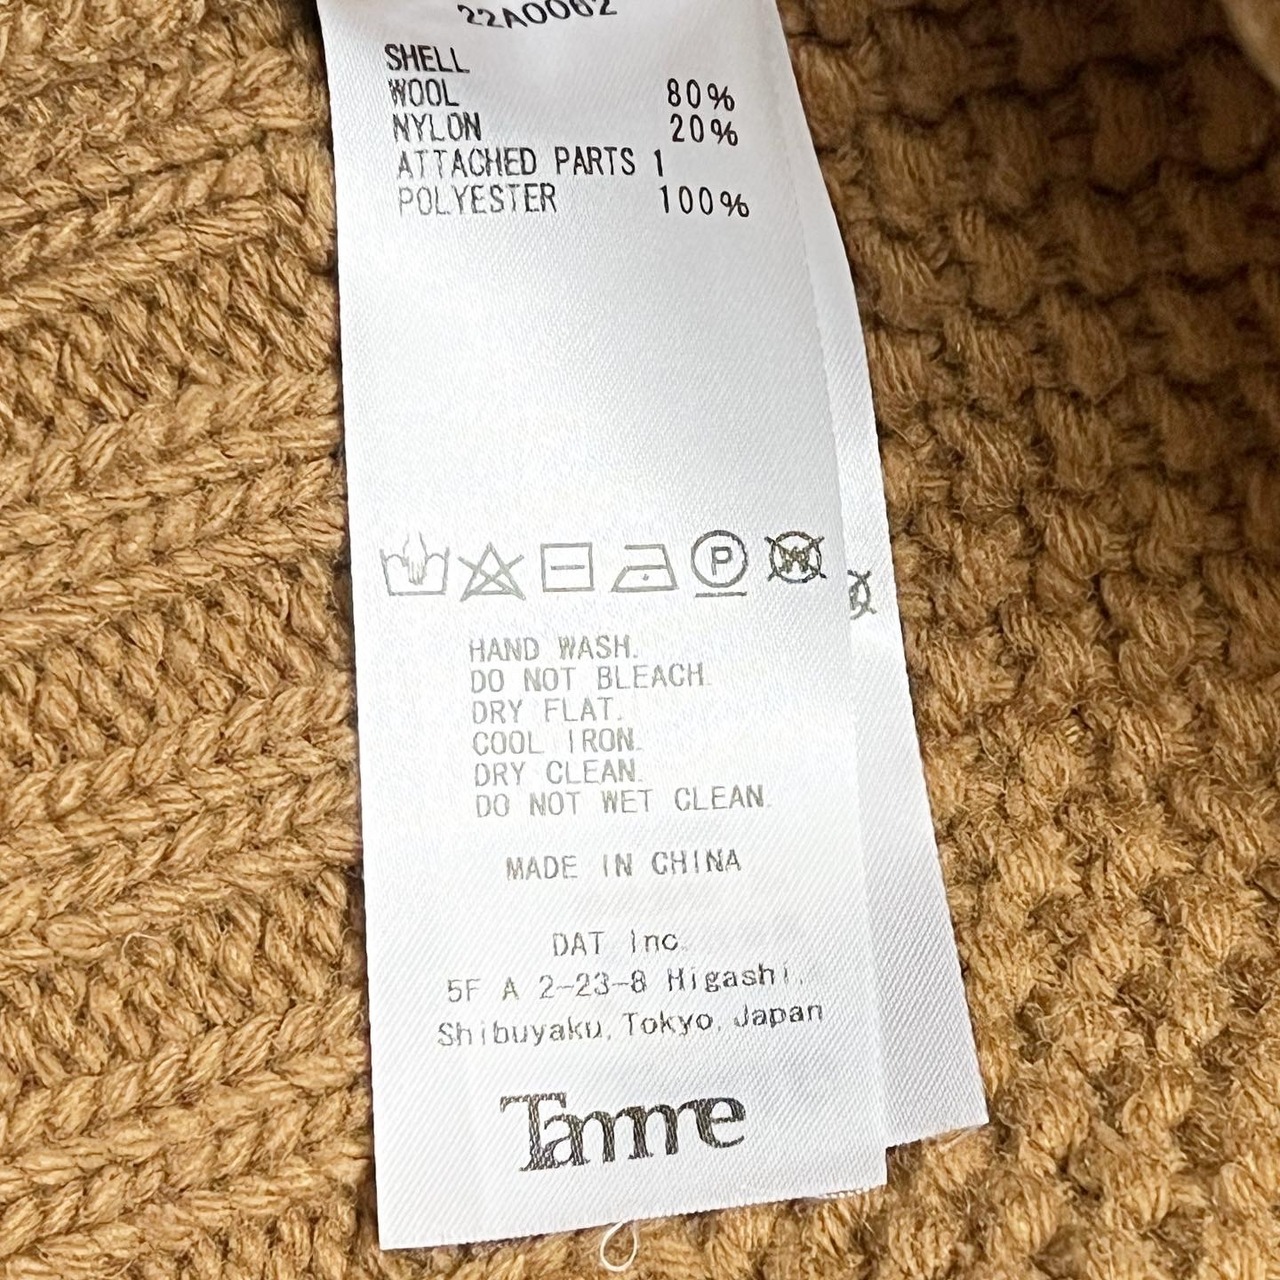 22A0062
SHELL
WOOL 80%
NYLON 20%
ATTACHED PARTS 1
POLYESTER 100%
P W
HAND WASH.
DO NOT BLEACH.
DRY FLAT.
COOL IRON.
DRY CLEAN.
DO NOT WET CLEAN.
MADE IN CHINA
DAT Inc.
5F A 2-23-8 Higashi,
Shibuyaku, Tokyo, Japan
Tamme